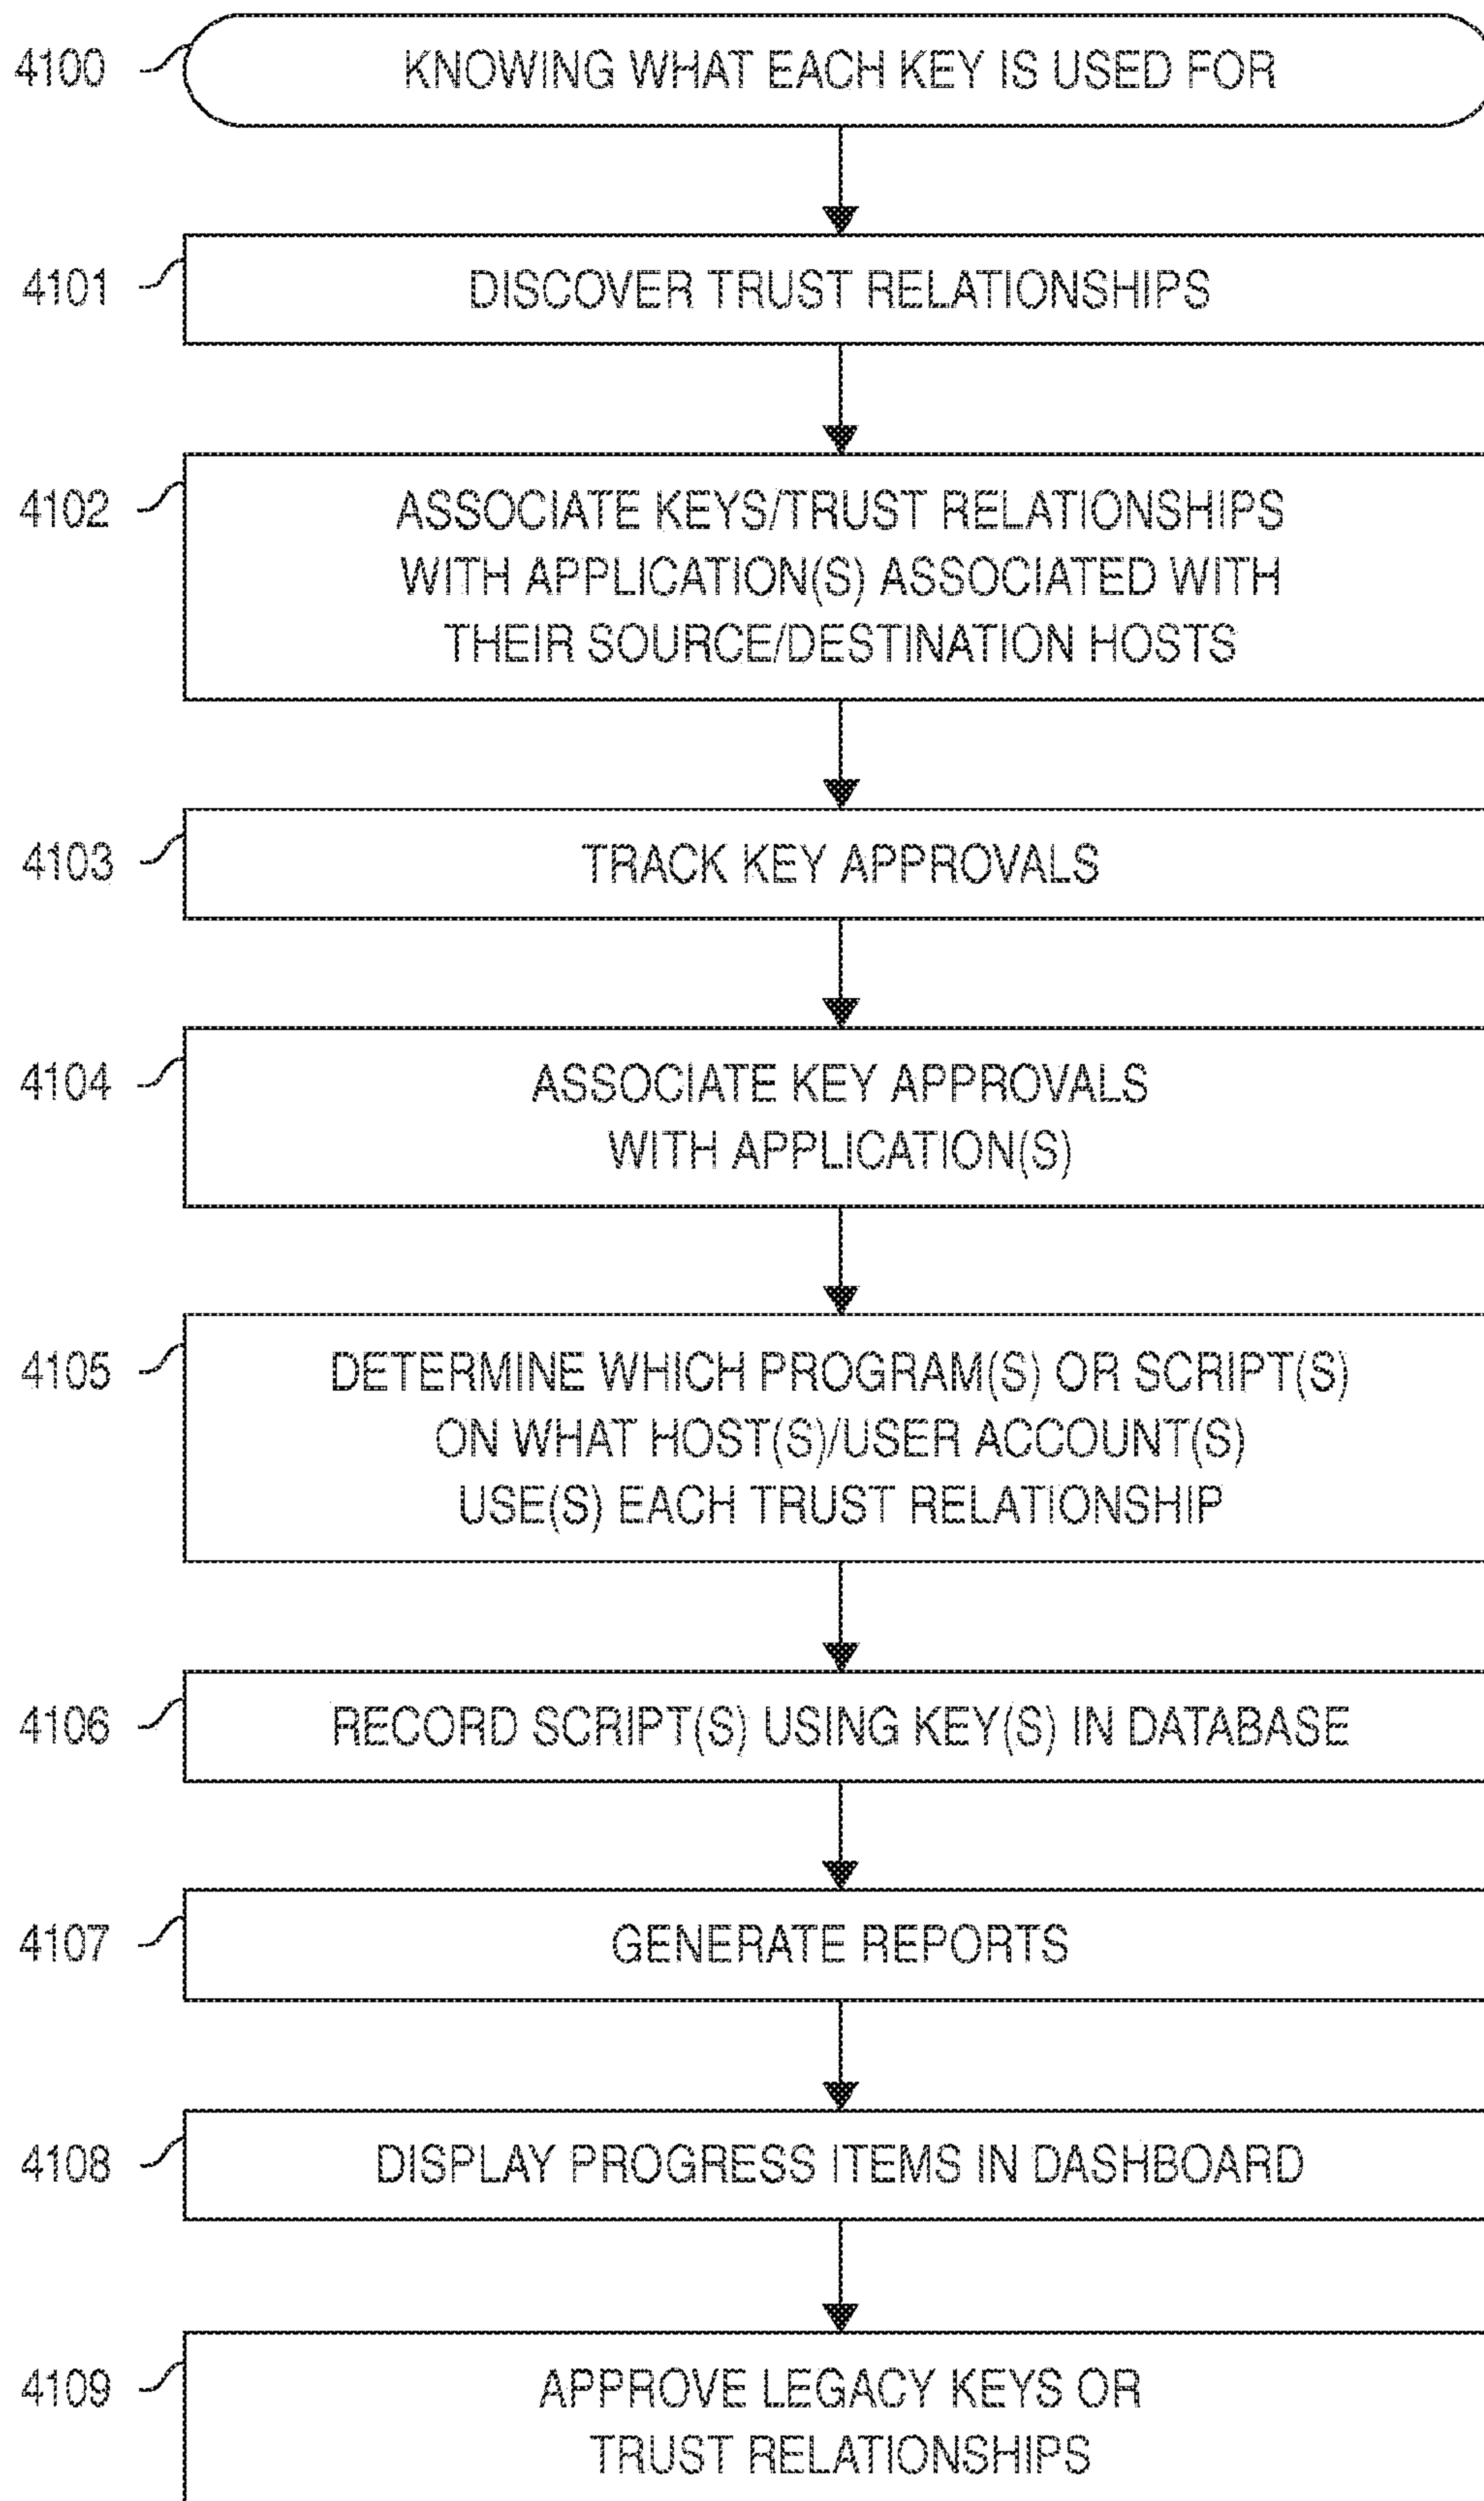 4100 KNOWING WHAT EACH KEY IS USED FOR
4101 DISCOVER TRUST RELATIONSHIPS
4102 ASSOCIATE KEYS/TRUST RELATIONSHIPS
WITH APPLICATION(S) ASSOCIATED WITH
THEIR SOURCE/DESTINATION HOSTS
4103 TRACK KEY APPROVALS
4104 ASSOCIATE KEY APPROVALS
WITH APPLICATION(S)
4105 DETERMINE WHICH PROGRAM(S) OR SCRIPT(S)
ON WHAT HOST(S)/USER ACCOUNT(S)
USE(S) EACH TRUST RELATIONSHIP
4106 RECORD SCRIPT(S) USING KEY(S) IN DATABASE
4107 GENERATE REPORTS
4108 DISPLAY PROGRESS ITEMS IN DASHBOARD
4109 APPROVE LEGACY KEYS OR
TRUST RELATIONSHIPS